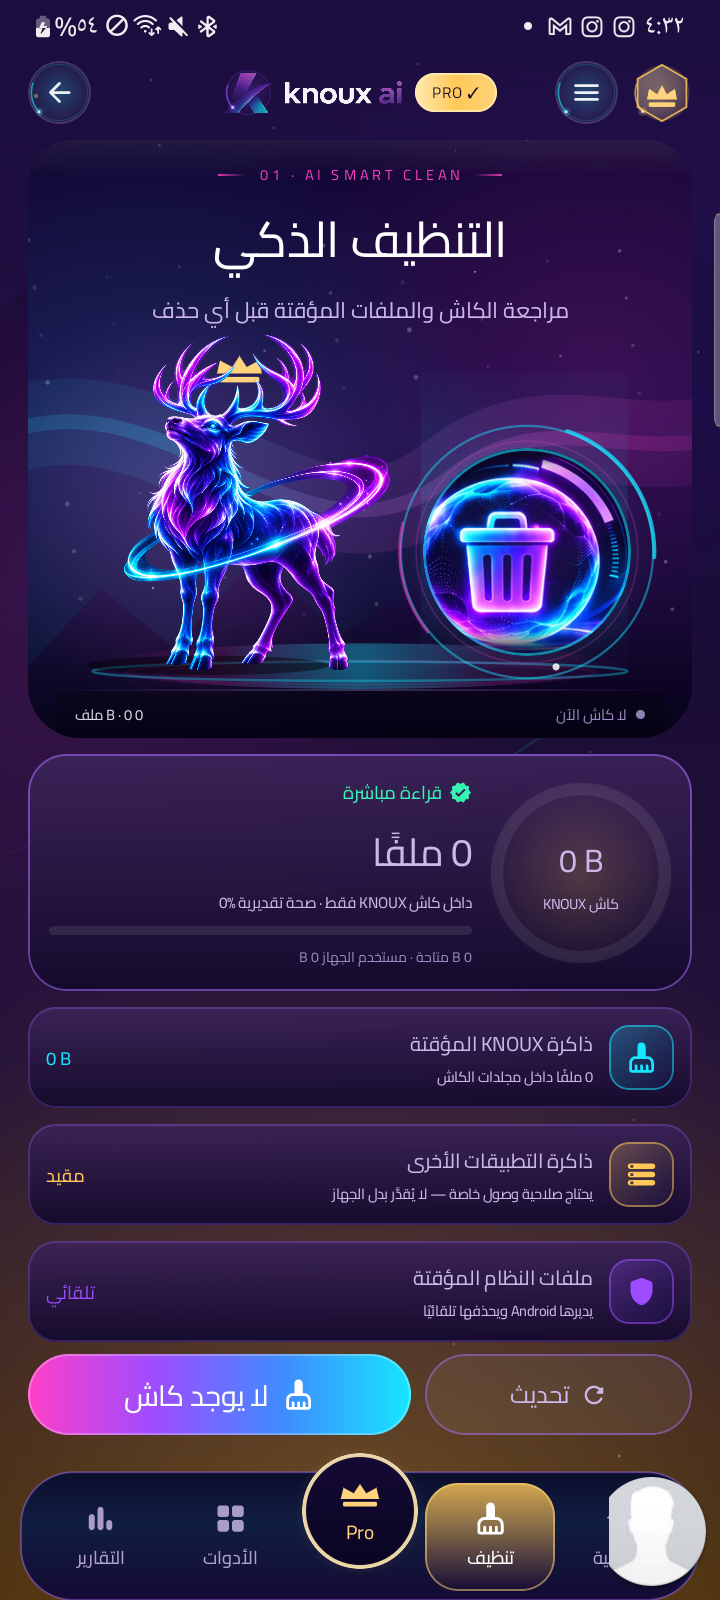 ٤:٣٢
%٥٤
knoux ai
PRO ✓
01 · AI SMART CLEAN
التنظيف الذكي
مراجعة الكاش والملفات المؤقتة قبل أي حذف
لا كاش الآن
0 B · 0 ملف
قراءة مباشرة
0 ملفًا
داخل كاش KNOUX فقط · صحة تقديرية 0%
0 B متاحة · مستخدم الجهاز 0 B
0 B
كاش KNOUX
ذاكرة KNOUX المؤقتة
0 ملفًا داخل مجلدات الكاش
0 B
ذاكرة التطبيقات الأخرى
يحتاج صلاحية وصول خاصة — لا يُقدَّر بدل الجهاز
مقيد
ملفات النظام المؤقتة
يديرها Android ويحذفها تلقائيًا
تلقائي
تحديث
لا يوجد كاش
تنظيف
Pro
الأدوات
التقارير